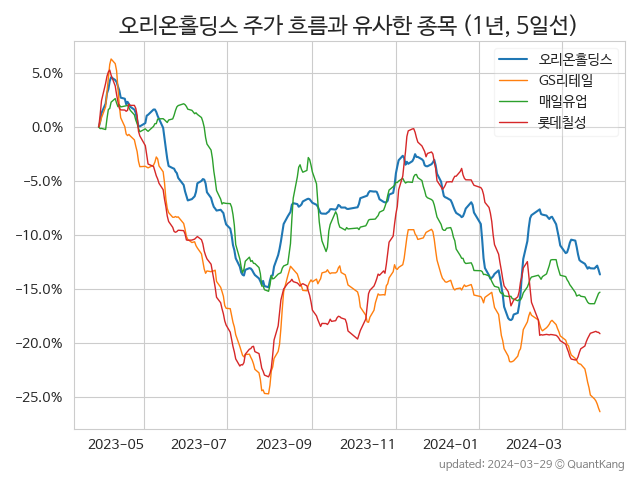 오리온홀딩스 주가 흐름과 유사한 종목 (1년, 5일선)
오리온홀딩스
GS리테일
매일유업
롯데칠성
5.0%
0.0%
−5.0%
−10.0%
−15.0%
−20.0%
−25.0%
2023-05 2023-07 2023-09 2023-11 2024-01 2024-03
updated: 2024-03-29 © QuantKang